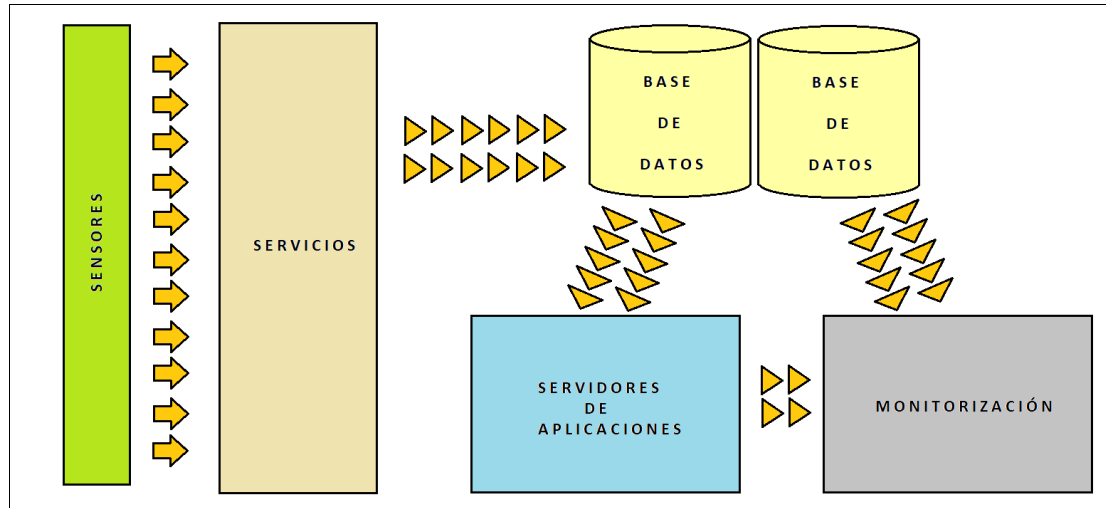 SENSORES
SERVICIOS
BASE
DE
DATOS
BASE
DE
DATOS
SERVIDORES
DE
APLICACIONES
MONITORIZACIÓN